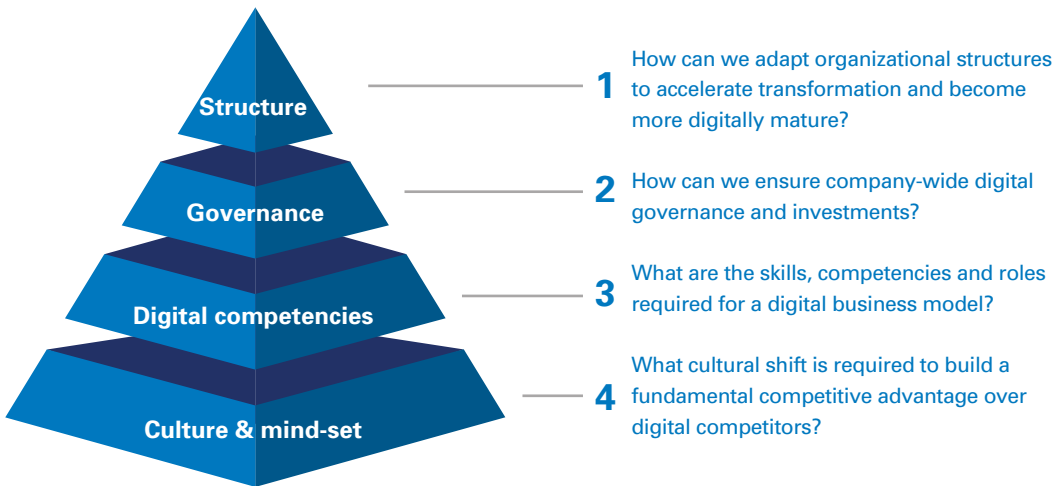 Structure
1
How can we adapt organizational structures
to accelerate transformation and become
more digitally mature?
Governance
2
How can we ensure company-wide digital
governance and investments?
Digital competencies
3
What are the skills, competencies and roles
required for a digital business model?
Culture & mind-set
4
What cultural shift is required to build a
fundamental competitive advantage over
digital competitors?